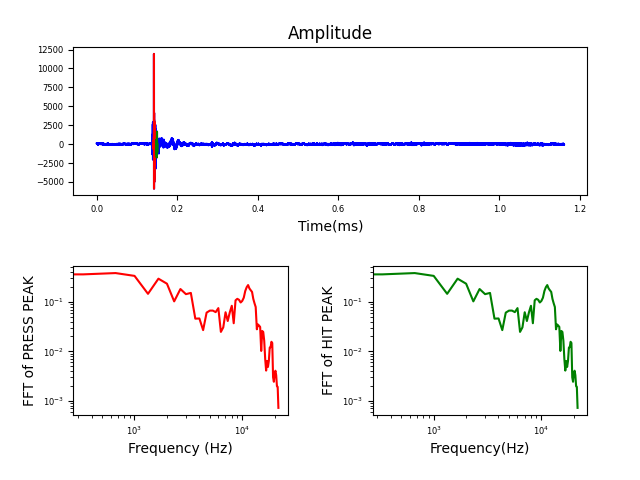 Amplitude
12500
10000
7500
5000
2500
0
−2500
−5000
0.0 0.2 0.4 0.6 0.8 1.0 1.2
Time(ms)
FFT of PRESS PEAK
10⁻¹
10⁻²
10⁻³
10³ 10⁴
Frequency (Hz)
FFT of HIT PEAK
10⁻¹
10⁻²
10⁻³
10³ 10⁴
Frequency(Hz)